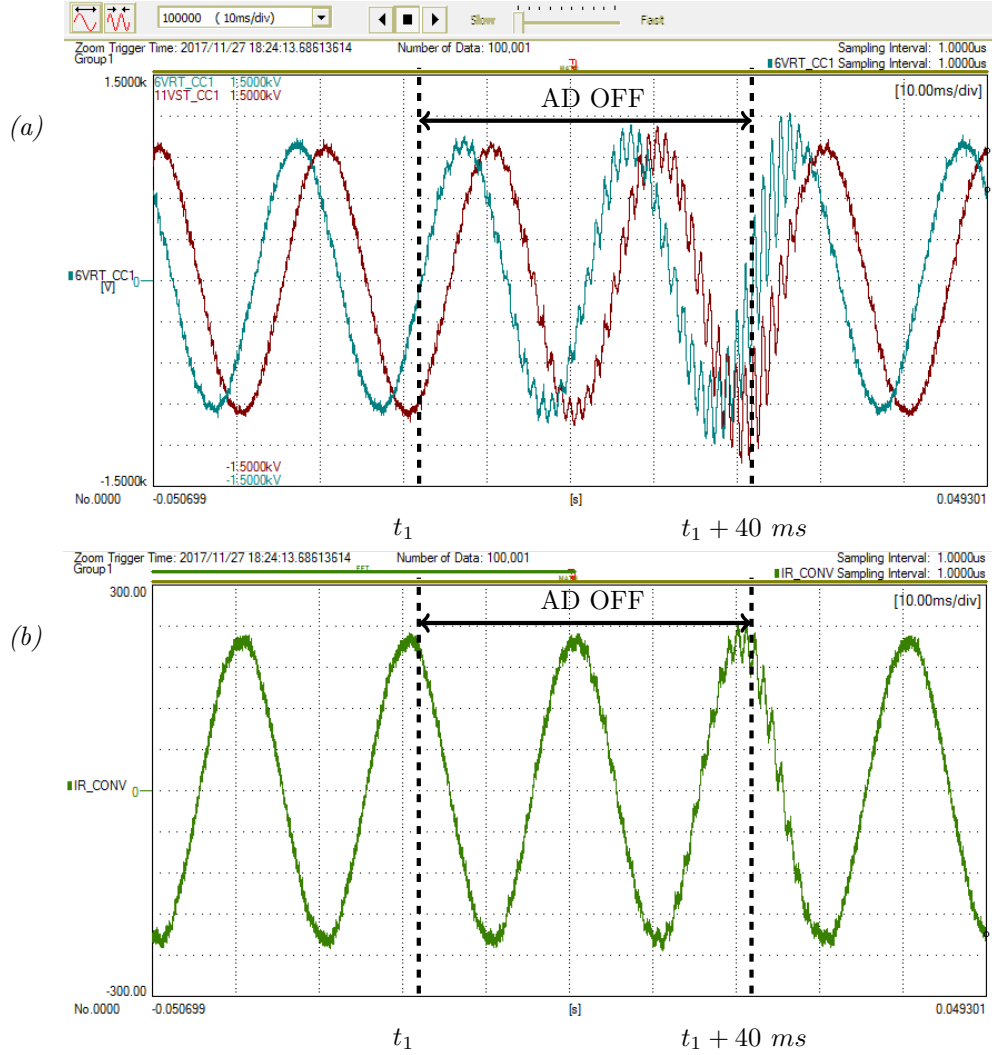 100000 ( 10ms/div) Slow Fast
Zoom Trigger Time: 2017/11/27 18:24:13.68613614 Number of Data: 100,001 Sampling Interval: 1.0000us
Group1 6VRT_CC1 Sampling Interval: 1.0000us
1.5000k 6VRT_CC1 1.5000kV
11VST_CC1 1.5000kV [10.00ms/div]
AD OFF
(a)
6VRT_CC1 0
[V]
-1.5000kV
-1.5000k -1.5000kV
No.0000 -0.050699 [s] 0.049301
t1 t1 + 40 ms
Zoom Trigger Time: 2017/11/27 18:24:13.68613614 Number of Data: 100,001 Sampling Interval: 1.0000us
Group1 FFT IR_CONV Sampling Interval: 1.0000us
300.00 [10.00ms/div]
AD OFF
(b)
IR_CONV 0
-300.00
No.0000 -0.050699 [s] 0.049301
t1 t1 + 40 ms